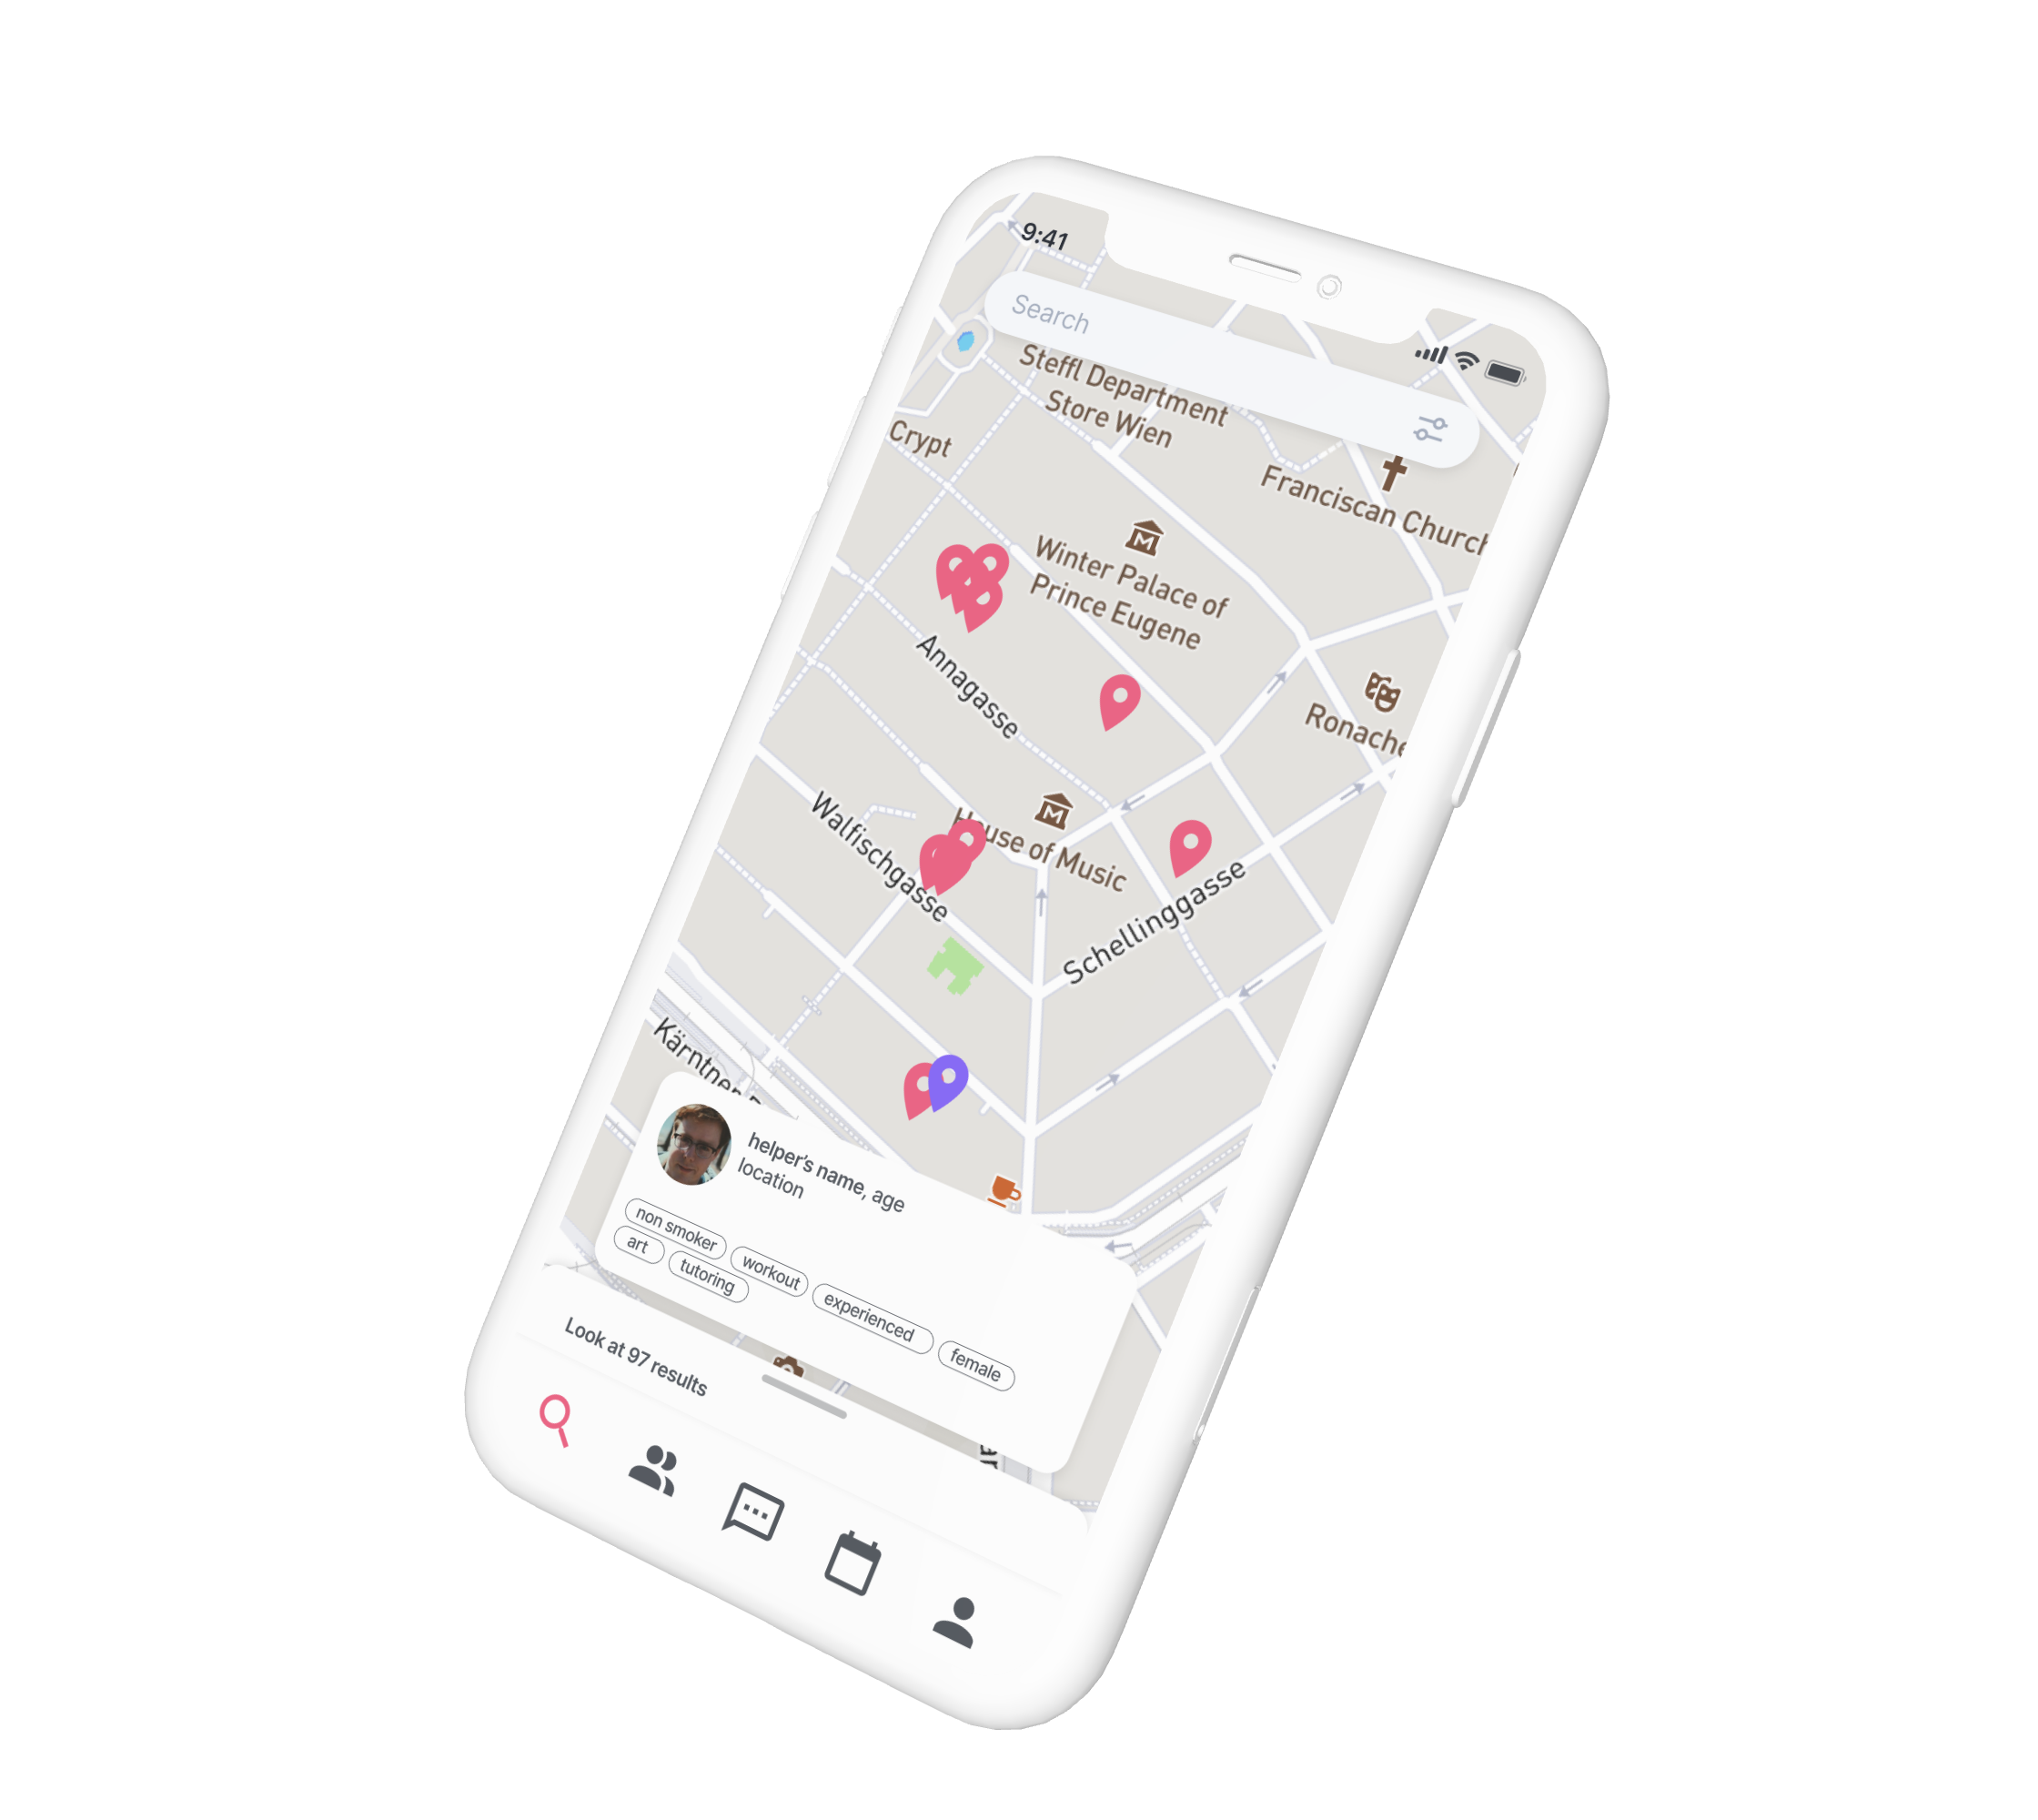 9:41
Search
Steffl Department
Store Wien
Crypt
Franciscan Church
Winter Palace of
Prince Eugene
Annagasse
Ronache
House of Music
Walfischgasse
Schellinggasse
Kärntner
helper's name, age
location
non smoker
workout
experienced
female
art
tutoring
Look at 97 results